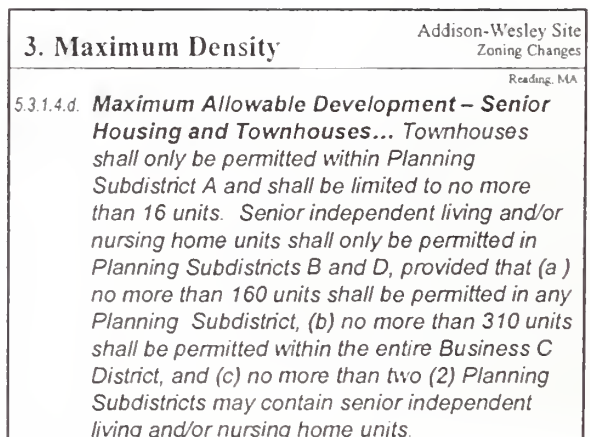 3. Maximum Density
Addison-Wesley Site
Zoning Changes
Reading, MA
5.3.1.4.d. Maximum Allowable Development – Senior
Housing and Townhouses... Townhouses
shall only be permitted within Planning
Subdistrict A and shall be limited to no more
than 16 units. Senior independent living and/or
nursing home units shall only be permitted in
Planning Subdistricts B and D, provided that (a )
no more than 160 units shall be permitted in any
Planning Subdistrict, (b) no more than 310 units
shall be permitted within the entire Business C
District, and (c) no more than two (2) Planning
Subdistricts may contain senior independent
living and/or nursing home units.